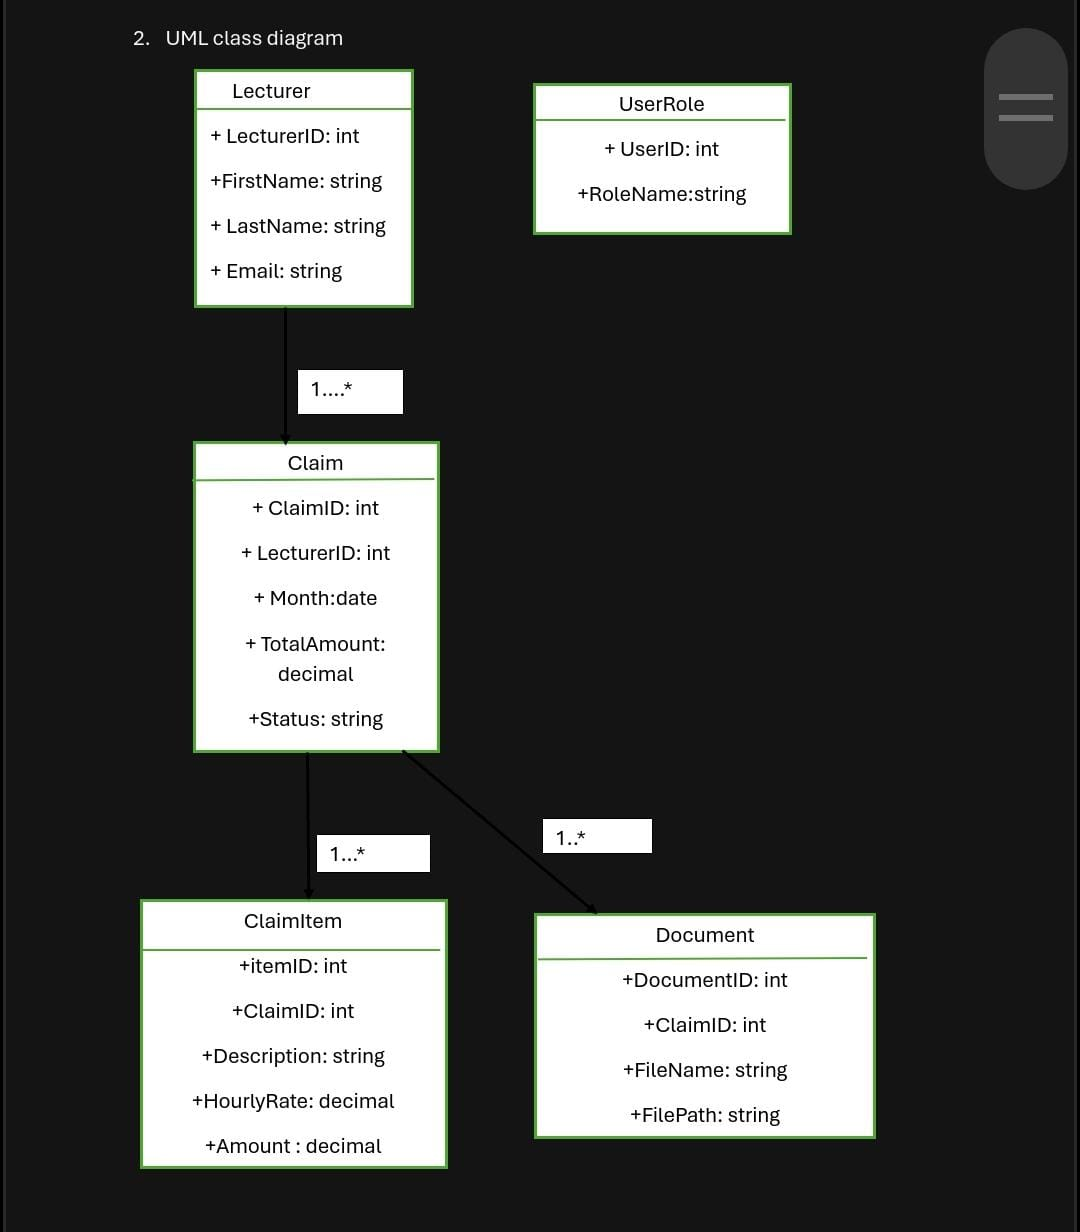 2. UML class diagram
Lecturer
+ LecturerID: int
+FirstName: string
+ LastName: string
+ Email: string
UserRole
+ UserID: int
+RoleName:string
1....*
Claim
+ ClaimID: int
+ LecturerID: int
+ Month:date
+ TotalAmount:
decimal
+Status: string
1...*
1..*
ClaimItem
+itemID: int
+ClaimID: int
+Description: string
+HourlyRate: decimal
+Amount : decimal
Document
+DocumentID: int
+ClaimID: int
+FileName: string
+FilePath: string